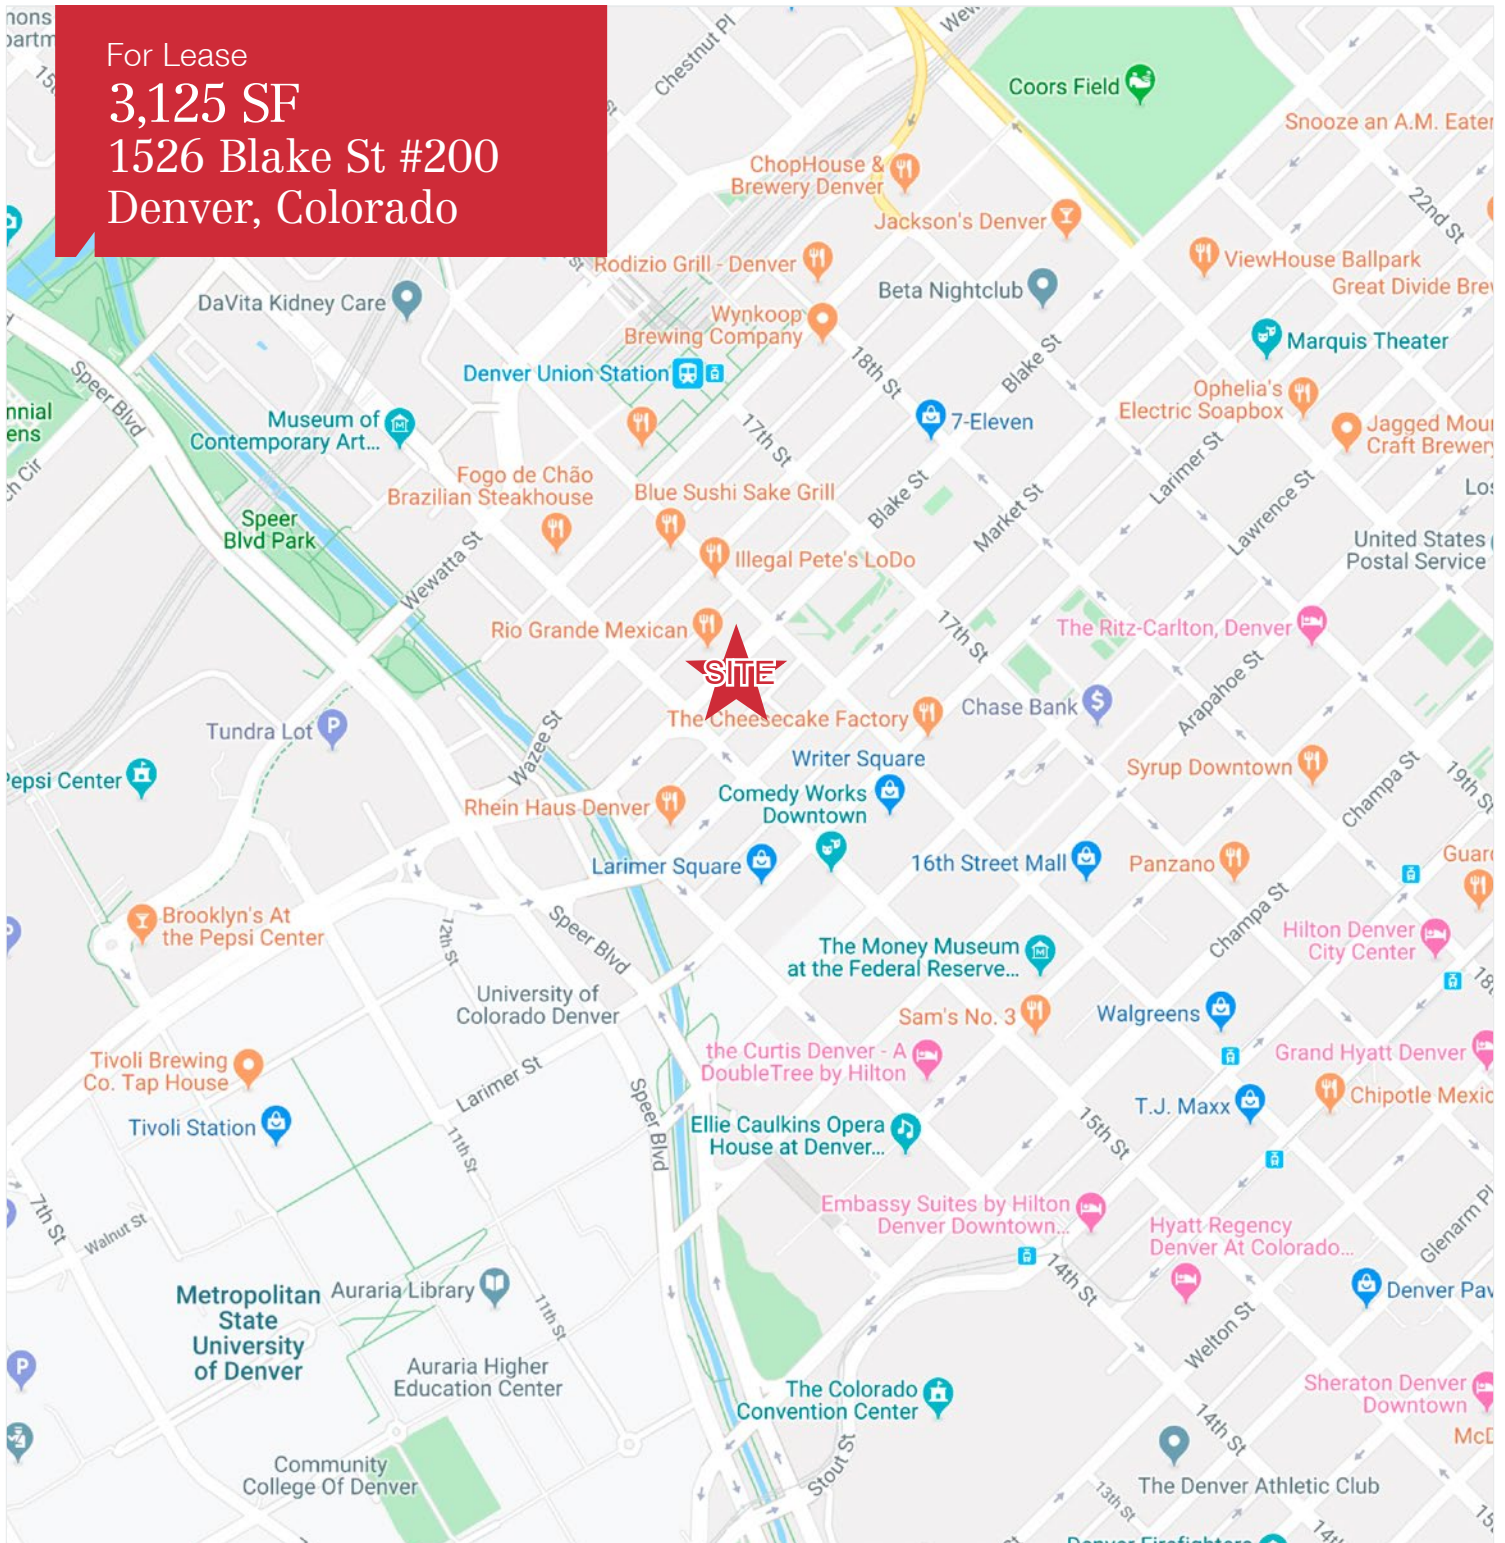 For Lease
3,125 SF
1526 Blake St #200
Denver, Colorado
Chestnut Pl
Coors Field
Snooze an A.M. Eater
ChopHouse &
Brewery Denver
22nd St
Jackson's Denver
Rodizio Grill - Denver
ViewHouse Ballpark
Great Divide Brew
DaVita Kidney Care
Beta Nightclub
Wynkoop
Brewing Company
Marquis Theater
Blake St
18th St
Denver Union Station
Speer Blvd
Ophelia's
Electric Soapbox
Museum of
Contemporary Art...
7-Eleven
17th St
Jagged Mour
Craft Brewery
Larimer St
Fogo de Chão
Brazilian Steakhouse
Blue Sushi Sake Grill
Blake St
Market St
Lawrence St
Speer
Blvd Park
United States
Postal Service
Wewatta St
Illegal Pete's LoDo
Rio Grande Mexican
17th St
The Ritz-Carlton, Denver
SITE
Arapahoe St
Chase Bank
The Cheesecake Factory
Tundra Lot
Wazee St
Writer Square
Syrup Downtown
Pepsi Center
Champa St
19th St
Comedy Works
Downtown
Rhein Haus Denver
Larimer Square
16th Street Mall
Panzano
Champa St
Brooklyn's At
the Pepsi Center
12th St
Speer Blvd
Hilton Denver
City Center
The Money Museum
at the Federal Reserve...
University of
Colorado Denver
Sam's No. 3
Walgreens
the Curtis Denver - A
DoubleTree by Hilton
Grand Hyatt Denver
Tivoli Brewing
Co. Tap House
Larimer St
Speer Blvd
T.J. Maxx
Chipotle Mexic
Tivoli Station
11th St
Ellie Caulkins Opera
House at Denver...
15th St
7th St
Walnut St
Embassy Suites by Hilton
Denver Downtown...
Hyatt Regency
Denver At Colorado...
Glenarm Pl
14th St
Metropolitan
State
University
of Denver
Auraria Library
11th St
Denver Pav
Welton St
Auraria Higher
Education Center
The Colorado
Convention Center
Sheraton Denver
Downtown
14th St
McD
Community
College Of Denver
Stout St
The Denver Athletic Club
13th St